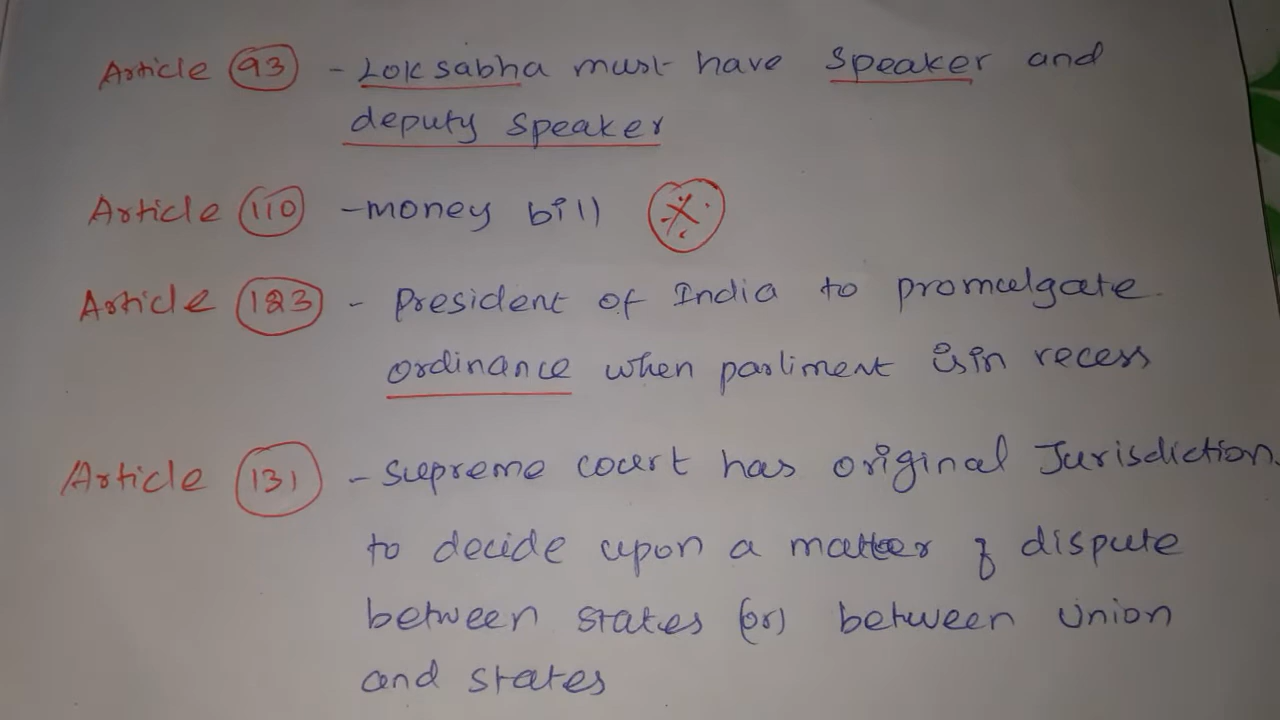 Article 93 - Loksabha must have speaker and
deputy speaker
Article 110 - money bill
Article 123 - President of India to promulgate
ordinance when parliment is in recess
Article 131 - supreme court has original Jurisdiction
to decide upon a matter of dispute
between states (or) between union
and states